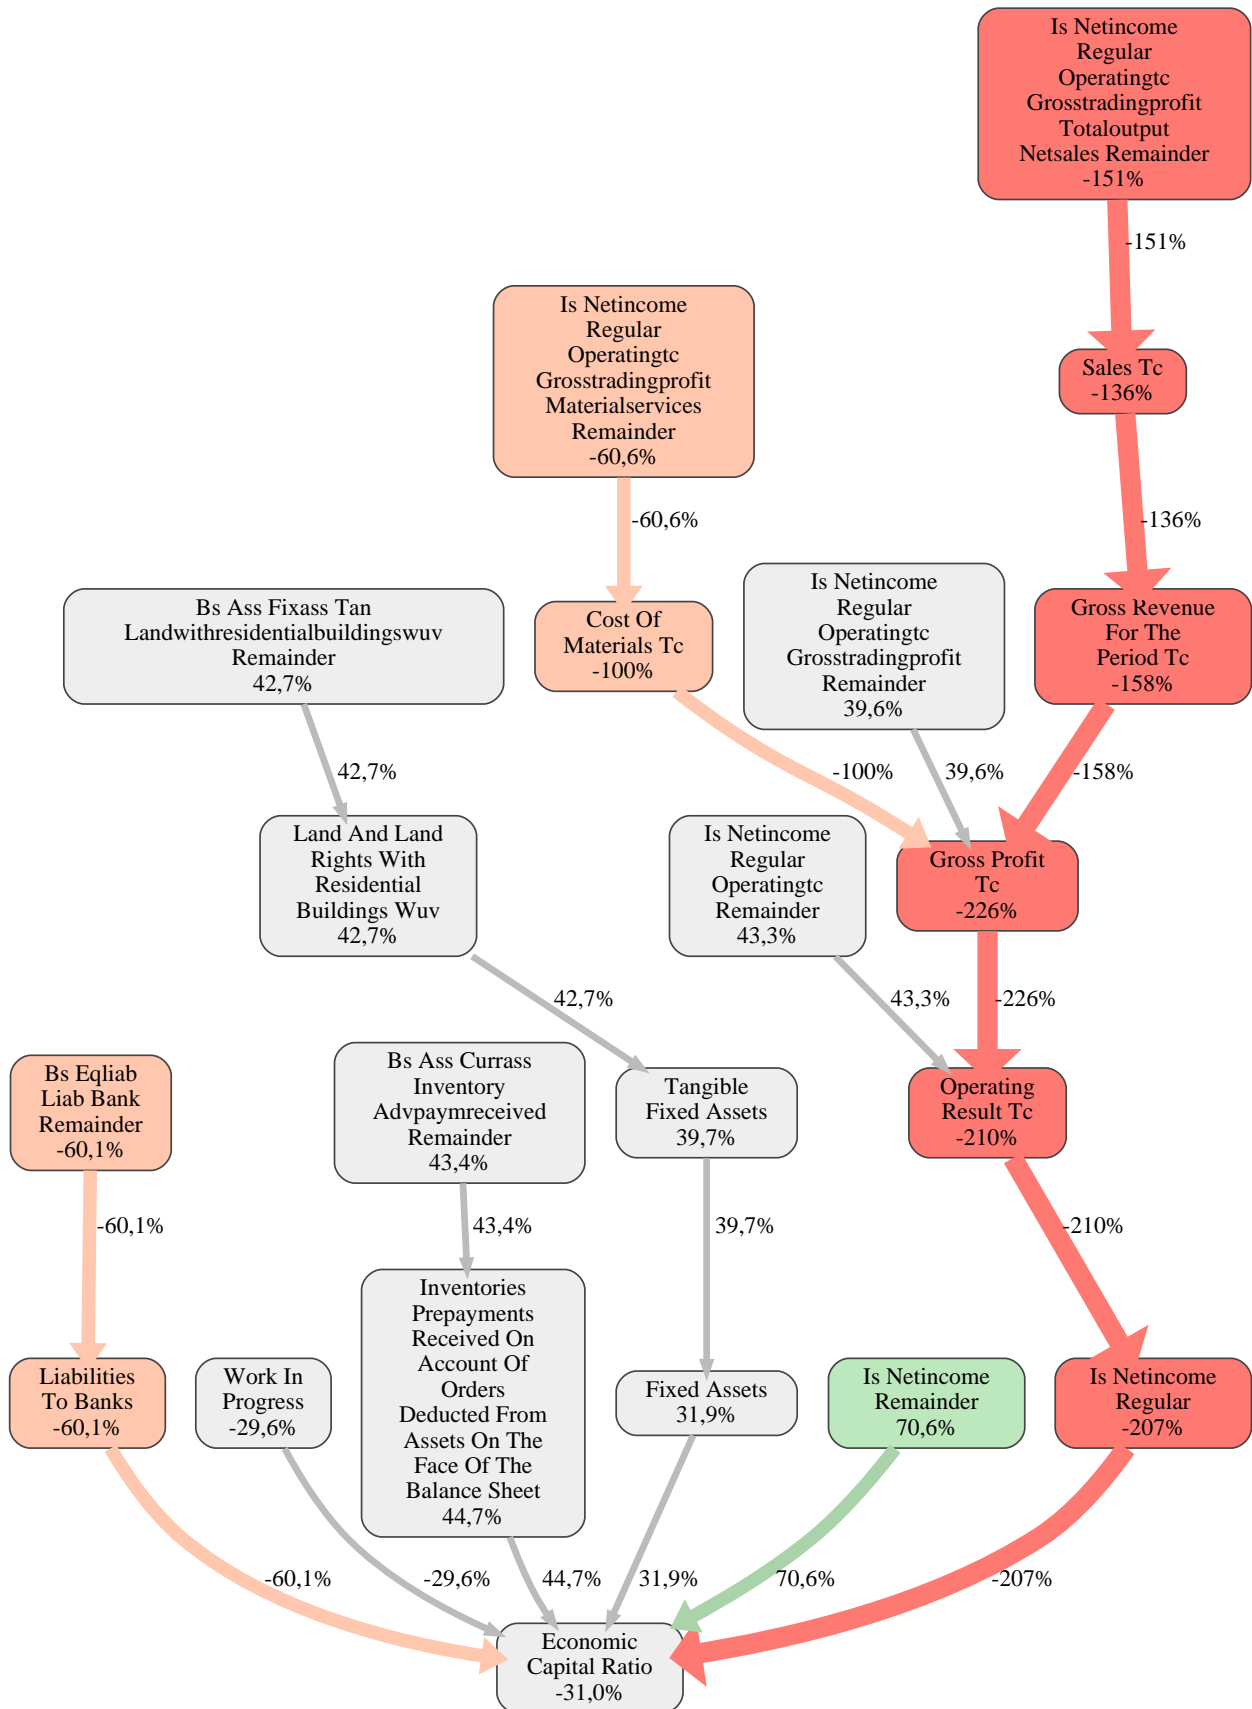 Is Netincome
Regular
Operatingtc
Grosstradingprofit
Totaloutput
Netsales Remainder
-151%
-151%
Is Netincome
Regular
Operatingtc
Grosstradingprofit
Materialservices
Remainder
-60,6%
Sales Tc
-136%
-60,6%
-136%
Bs Ass Fixass Tan
Landwithresidentialbuildingswuv
Remainder
42,7%
Cost Of
Materials Tc
-100%
Is Netincome
Regular
Operatingtc
Grosstradingprofit
Remainder
39,6%
Gross Revenue
For The
Period Tc
-158%
42,7%
-100%
39,6%
-158%
Land And Land
Rights With
Residential
Buildings Wuv
42,7%
Is Netincome
Regular
Operatingtc
Remainder
43,3%
Gross Profit
Tc
-226%
42,7%
43,3%
-226%
Bs Eqliab
Liab Bank
Remainder
-60,1%
Bs Ass Currass
Inventory
Advpaymreceived
Remainder
43,4%
Tangible
Fixed Assets
39,7%
Operating
Result Tc
-210%
-60,1%
43,4%
39,7%
-210%
Liabilities
To Banks
-60,1%
Work In
Progress
-29,6%
Inventories
Prepayments
Received On
Account Of
Orders
Deducted From
Assets On The
Face Of The
Balance Sheet
44,7%
Fixed Assets
31,9%
Is Netincome
Remainder
70,6%
Is Netincome
Regular
-207%
-60,1%
-29,6%
44,7%
31,9%
70,6%
-207%
Economic
Capital Ratio
-31,0%